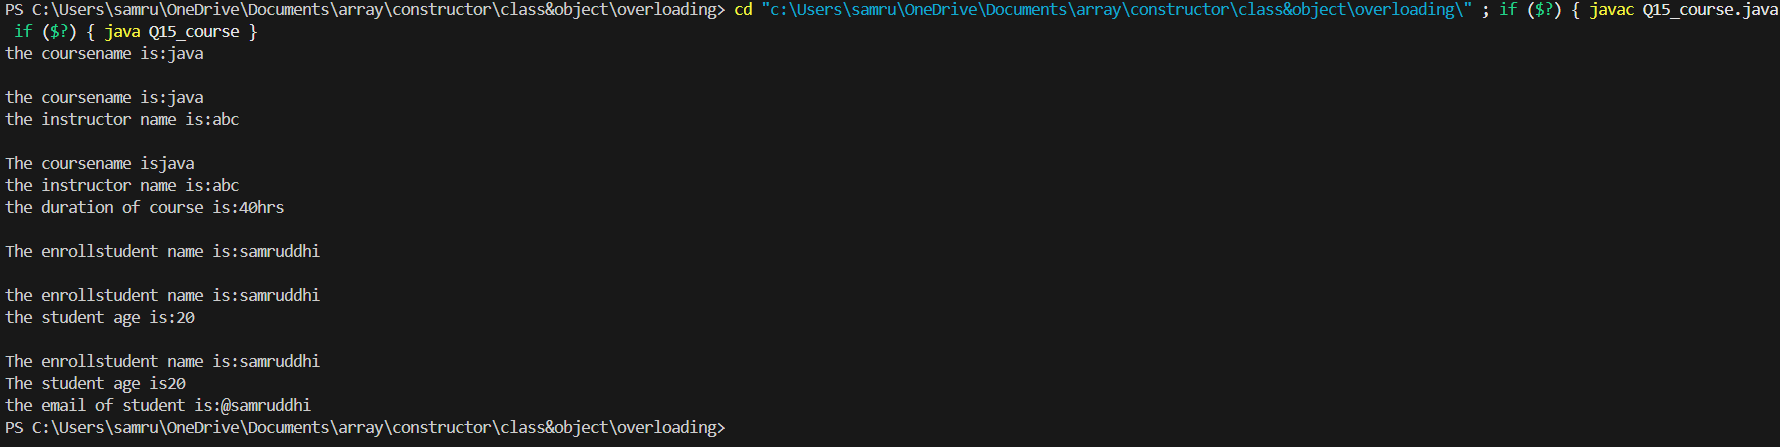 PS C:\Users\samru\OneDrive\Documents\array\constructor\class&object\overloading> cd "c:\Users\samru\OneDrive\Documents\array\constructor\class&object\overloading\" ; if ($?) { javac Q15_course.java
if ($?) { java Q15_course }
the coursename is:java
the coursename is:java
the instructor name is:abc
The coursename isjava
the instructor name is:abc
the duration of course is:40hrs
The enrollstudent name is:samruddhi
the enrollstudent name is:samruddhi
the student age is:20
The enrollstudent name is:samruddhi
The student age is20
the email of student is:@samruddhi
PS C:\Users\samru\OneDrive\Documents\array\constructor\class&object\overloading>